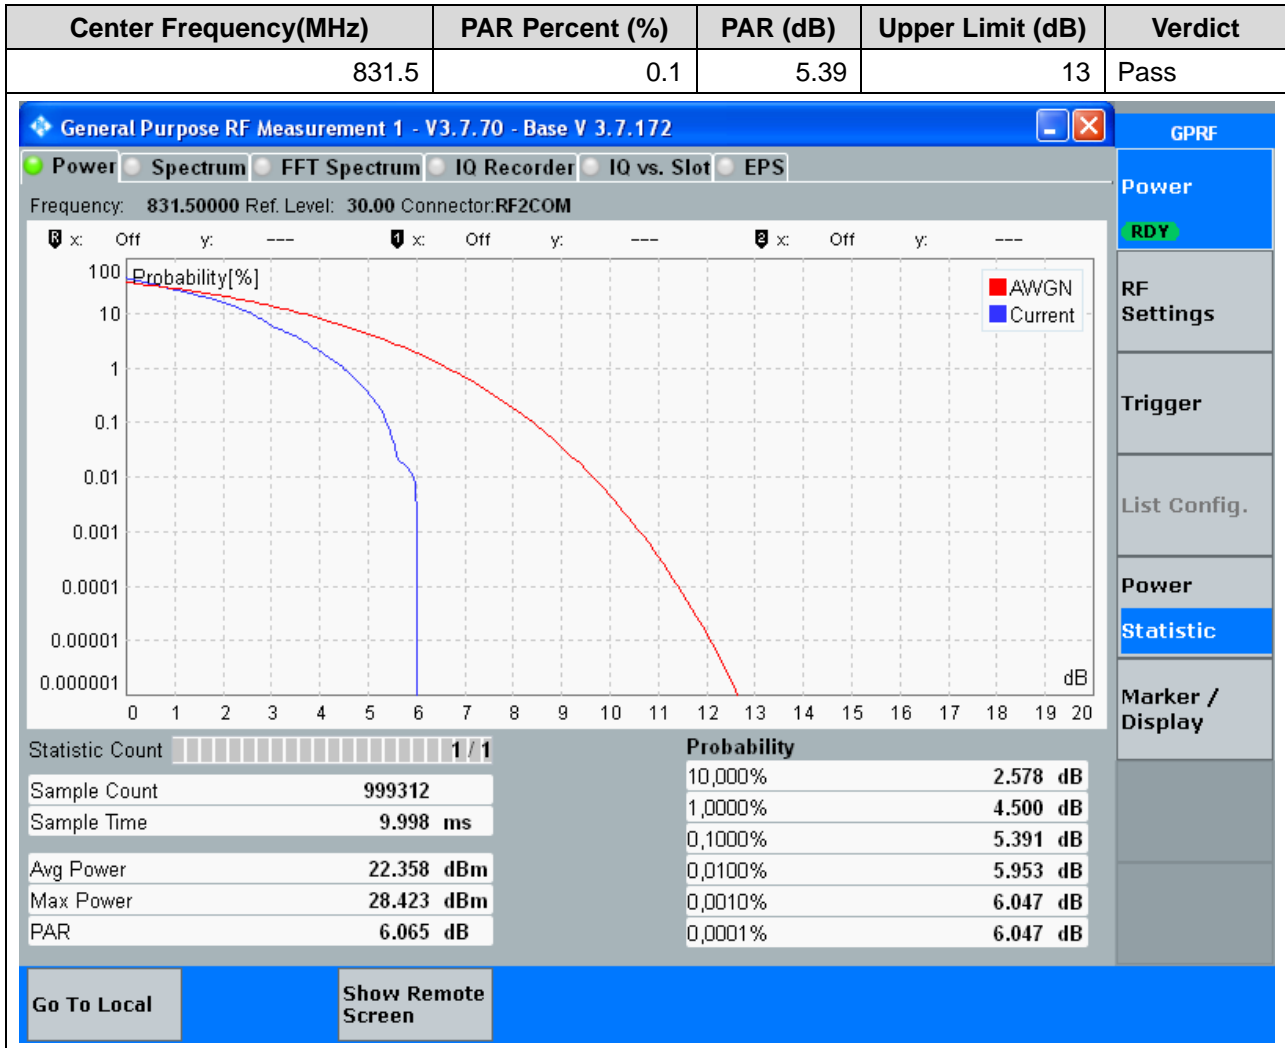 Center Frequency(MHz) PAR Percent (%) PAR (dB) Upper Limit (dB) Verdict
831.5 0.1 5.39 13 Pass
General Purpose RF Measurement 1 - V3.7.70 - Base V 3.7.172
GPRF
Power Spectrum FFT Spectrum IQ Recorder IQ vs. Slot EPS
Frequency: 831.50000 Ref. Level: 30.00 Connector:RF2COM
R x: Off y: --- 1 x: Off y: --- 2 x: Off y: ---
Probability[%]
AWGN
Current
100
10
1
0.1
0.01
0.001
0.0001
0.00001
0.000001
dB
0 1 2 3 4 5 6 7 8 9 10 11 12 13 14 15 16 17 18 19 20
Statistic Count 1 / 1
Sample Count 999312
Sample Time 9.998 ms
Avg Power 22.358 dBm
Max Power 28.423 dBm
PAR 6.065 dB
Probability
10,000% 2.578 dB
1,0000% 4.500 dB
0,1000% 5.391 dB
0,0100% 5.953 dB
0,0010% 6.047 dB
0,0001% 6.047 dB
Power
RDY
RF
Settings
Trigger
List Config.
Power
Statistic
Marker /
Display
Go To Local
Show Remote
Screen